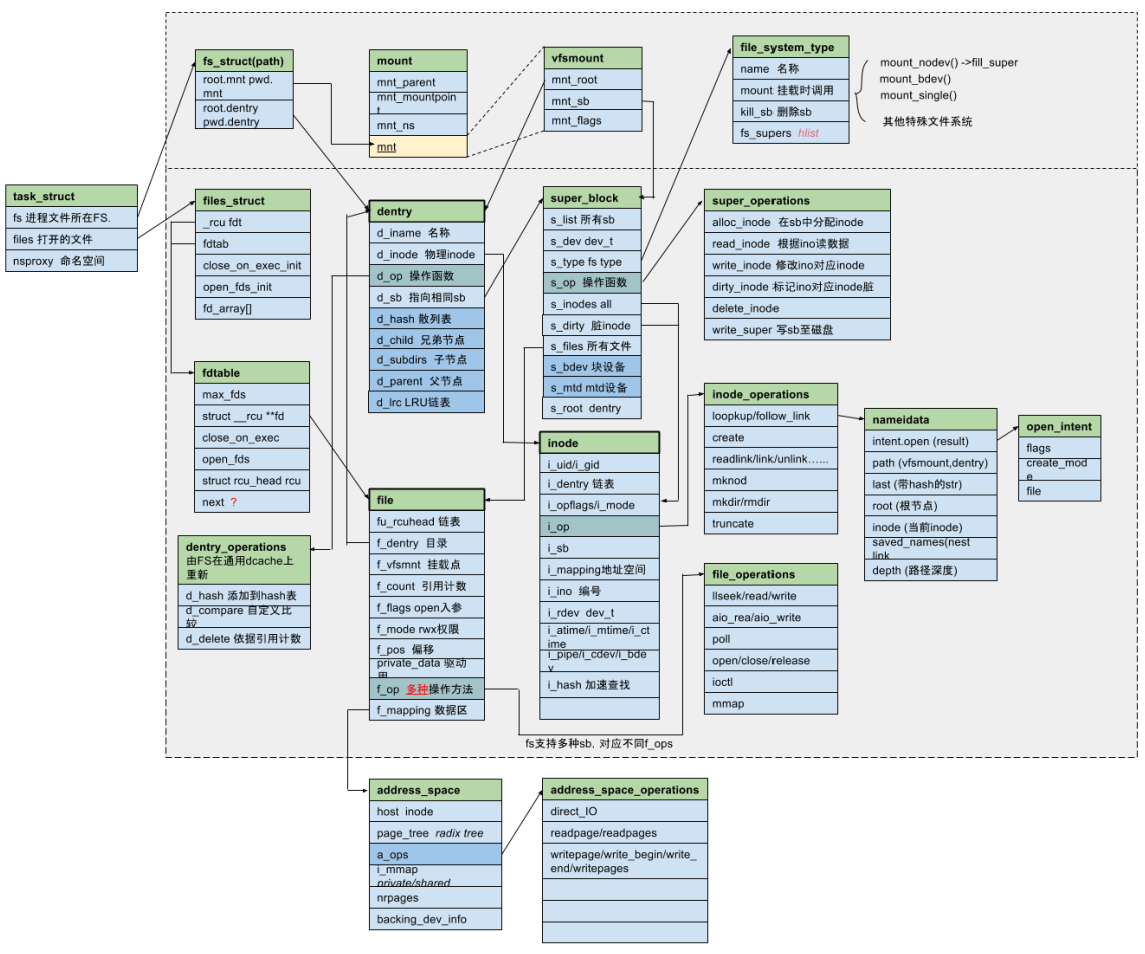 fs_struct(path)
root.mnt pwd.
mnt
root.dentry
pwd.dentry
mount
mnt_parent
mnt_mountpoin
t
mnt_ns
mnt
vfsmount
mnt_root
mnt_sb
mnt_flags
file_system_type
name 名称
mount 挂载时调用
kill_sb 删除sb
fs_supers hlist
mount_nodev() ->fill_super
mount_bdev()
mount_single()
其他特殊文件系统
task_struct
fs 进程文件所在FS.
files 打开的文件
nsproxy 命名空间
files_struct
_rcu fdt
fdtab
close_on_exec_init
open_fds_init
fd_array[]
dentry
d_iname 名称
d_inode 物理inode
d_op 操作函数
d_sb 指向相同sb
d_hash 散列表
d_child 兄弟节点
d_subdirs 子节点
d_parent 父节点
d_lrc LRU链表
super_block
s_list 所有sb
s_dev dev_t
s_type fs type
s_op 操作函数
s_inodes all
s_dirty 脏inode
s_files 所有文件
s_bdev 块设备
s_mtd mtd设备
s_root dentry
super_operations
alloc_inode 在sb中分配inode
read_inode 根据ino读数据
write_inode 修改ino对应inode
dirty_inode 标记ino对应inode脏
delete_inode
write_super 写sb至磁盘
fdtable
max_fds
struct __rcu **fd
close_on_exec
open_fds
struct rcu_head rcu
next ?
inode_operations
loopkup/follow_link
create
readlink/link/unlink…...
mknod
mkdir/rmdir
truncate
nameidata
intent.open (result)
path (vfsmount,dentry)
last (带hash的str)
root (根节点)
inode (当前inode)
saved_names(nest
link
depth (路径深度)
open_intent
flags
create_mod
e
file
inode
i_uid/i_gid
i_dentry 链表
i_opflags/i_mode
i_op
i_sb
i_mapping地址空间
i_ino 编号
i_rdev dev_t
i_atime/i_mtime/i_ct
ime
i_pipe/i_cdev/i_bde
v
i_hash 加速查找
file
fu_rcuhead 链表
f_dentry 目录
f_vfsmnt 挂载点
f_count 引用计数
f_flags open入参
f_mode rwx权限
f_pos 偏移
private_data 驱动
用
f_op 多种操作方法
f_mapping 数据区
dentry_operations
由FS在通用dcache上
重新
d_hash 添加到hash表
d_compare 自定义比
较
d_delete 依据引用计数
file_operations
llseek/read/write
aio_rea/aio_write
poll
open/close/release
ioctl
mmap
fs支持多种sb, 对应不同f_ops
address_space
host inode
page_tree radix tree
a_ops
i_mmap
private/shared
nrpages
backing_dev_info
address_space_operations
direct_IO
readpage/readpages
writepage/write_begin/write_
end/writepages